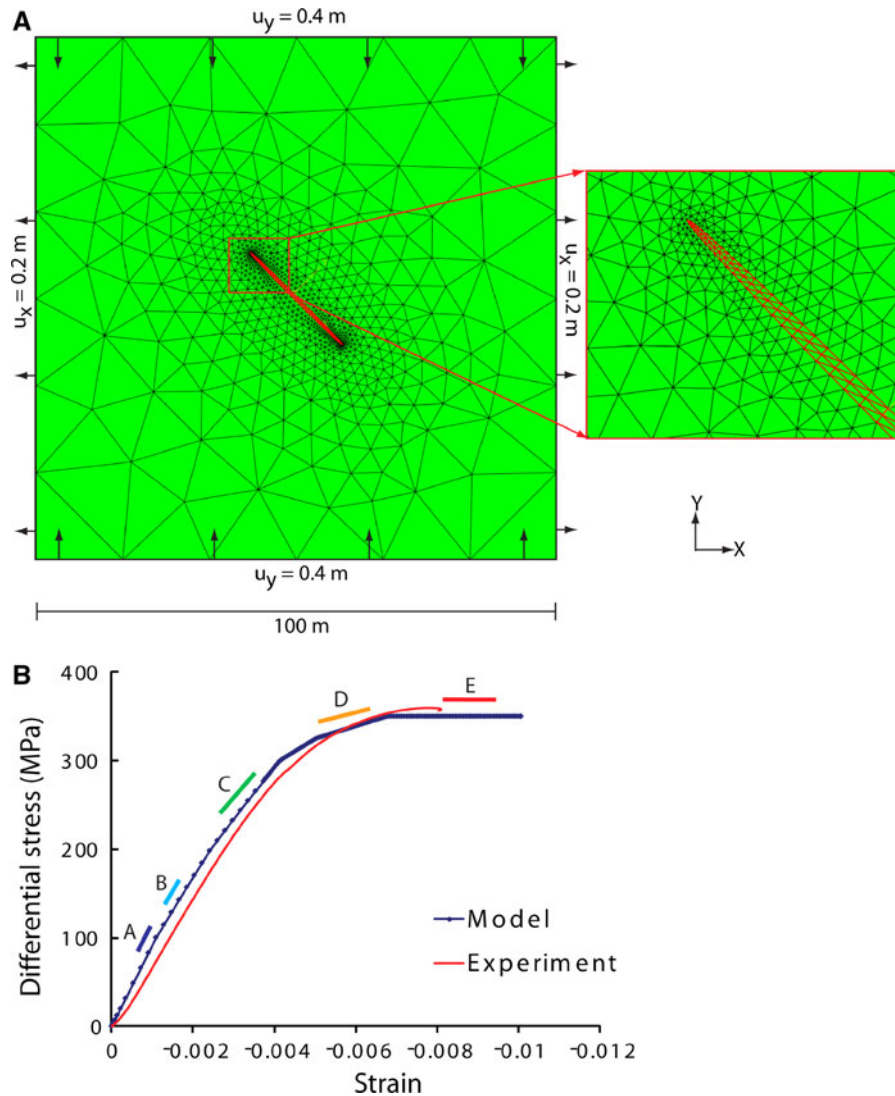 A
u_y = 0.4 m
u_x = 0.2 m
u_x = 0.2 m
Y
X
u_y = 0.4 m
100 m
B
400
300
200
100
0
Differential stress (MPa)
A
B
C
D
E
Model
Experiment
0
-0.002
-0.004
-0.006
-0.008
-0.01
-0.012
Strain